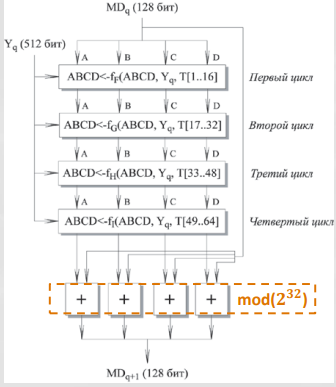 MD_q (128 бит)
Y_q (512 бит)
A B C D
ABCD<-f_F(ABCD, Y_q, T[1..16]) Первый цикл
A B C D
ABCD<-f_G(ABCD, Y_q, T[17..32]) Второй цикл
A B C D
ABCD<-f_H(ABCD, Y_q, T[33..48]) Третий цикл
A B C D
ABCD<-f_I(ABCD, Y_q, T[49..64]) Четвертый цикл
+ + + + mod(2^32)
MD_q+1 (128 бит)